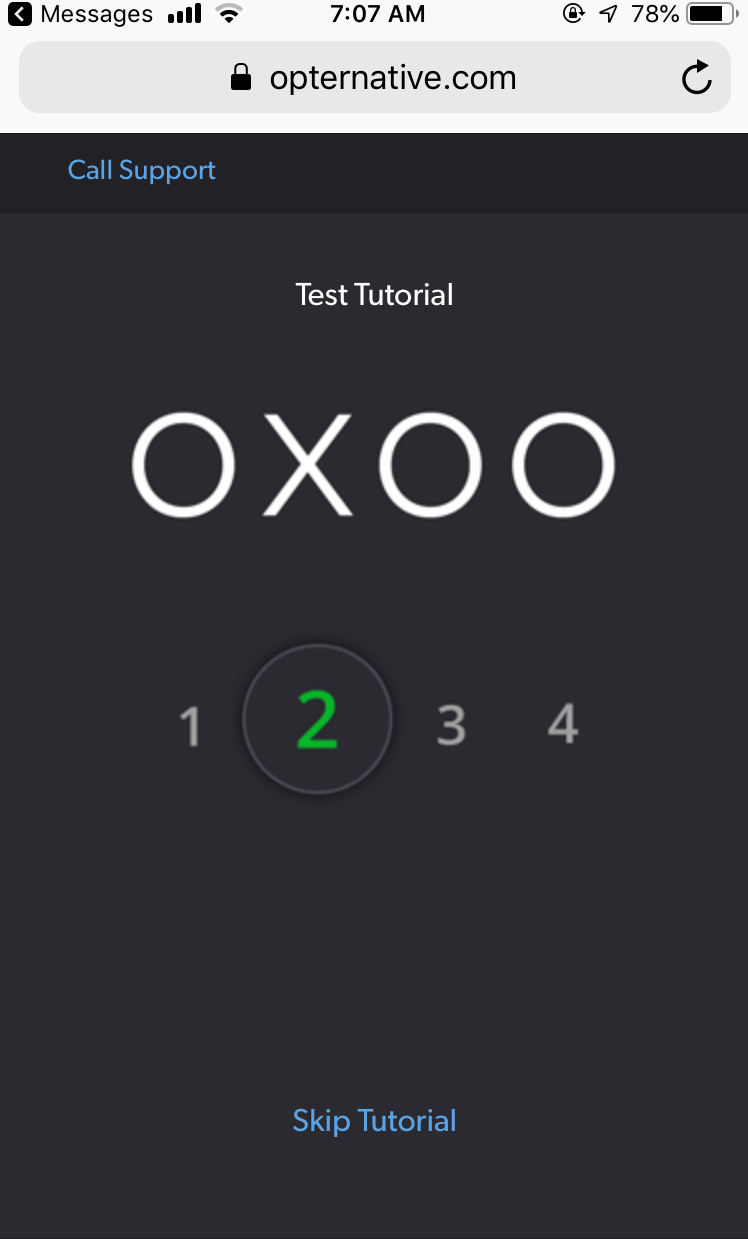 Messages 7:07 AM 78%
opternative.com
Call Support
Test Tutorial
OXOO
1 2 3 4
Skip Tutorial